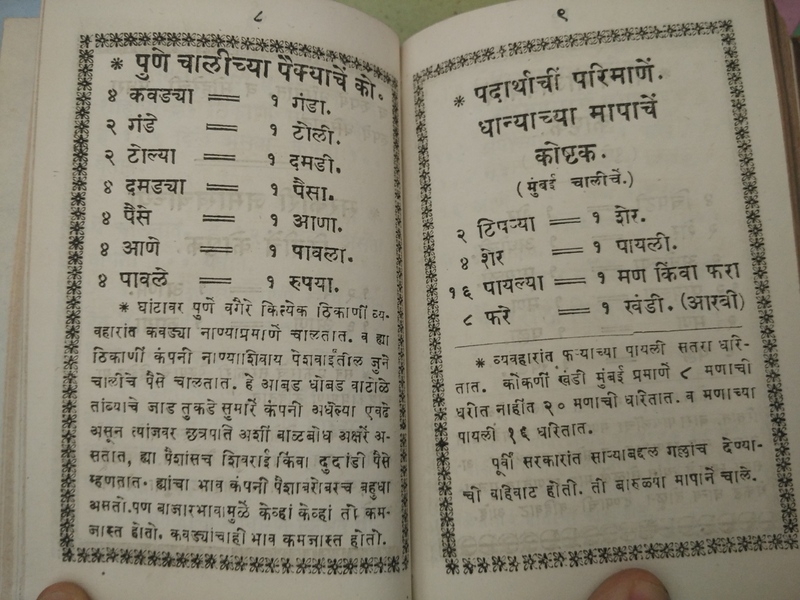 ८
* पुणे चालीच्या पैक्याचें को.
४ कवड्या = १ गंडा.
२ गंडे = १ टोली.
२ टोल्या = १ दमडी.
४ दमड्या = १ पैसा.
४ पैसे = १ आणा.
४ आणे = १ पावला.
४ पावले = १ रुपया.
* घांटावर पुणें वगैरे कित्येक ठिकाणीं व्य-
वहारांत कवड्या नाण्याप्रमाणें चालतात. व ह्या
ठिकाणीं कंपनी नाण्याशिवाय पेशवाईंतील जुने
चालीचे पैसे चालतात. हे आबड धोबड वाटोळे
तांब्याचे जाड तुकडे सुमारें कंपनी अधेल्या एवढे
असून त्यांजवर छत्रपति अशीं बाळबोध अक्षरें अ-
सतात, ह्या पैशांसच शिवराई किंवा दुदांडी पैसे
म्हणतात. ह्यांचा भाव कंपनी पैशाबरोबरच बहुधा
असतो.पण बाजारभावामुळें केव्हां केव्हां तो कम-
जास्त होतो. कवड्यांचाही भाव कमजास्त होतो.
९
* पदार्थाचीं परिमाणें.
धान्याच्या मापाचें
कोष्टक.
(मुंबई चालीचें.)
२ टिपऱ्या = १ शेर.
४ शेर = १ पायली.
१६ पायल्या = १ मण किंवा फरा
८ फरे = १ खंडी. (आरबी)
* व्यवहारांत फऱ्याच्या पायली सतरा धरि-
तात. कोंकणीं खंडी मुंबई प्रमाणें ८ मणाची
धरीत नाहींत २० मणाची धरितात. व मणाच्या
पायली १६ धरितात.
पूर्वी सरकारांत साऱ्याबद्दल गल्लाच देण्या-
ची वहिवाट होती. ती बारुळ्या मापानें चाले.